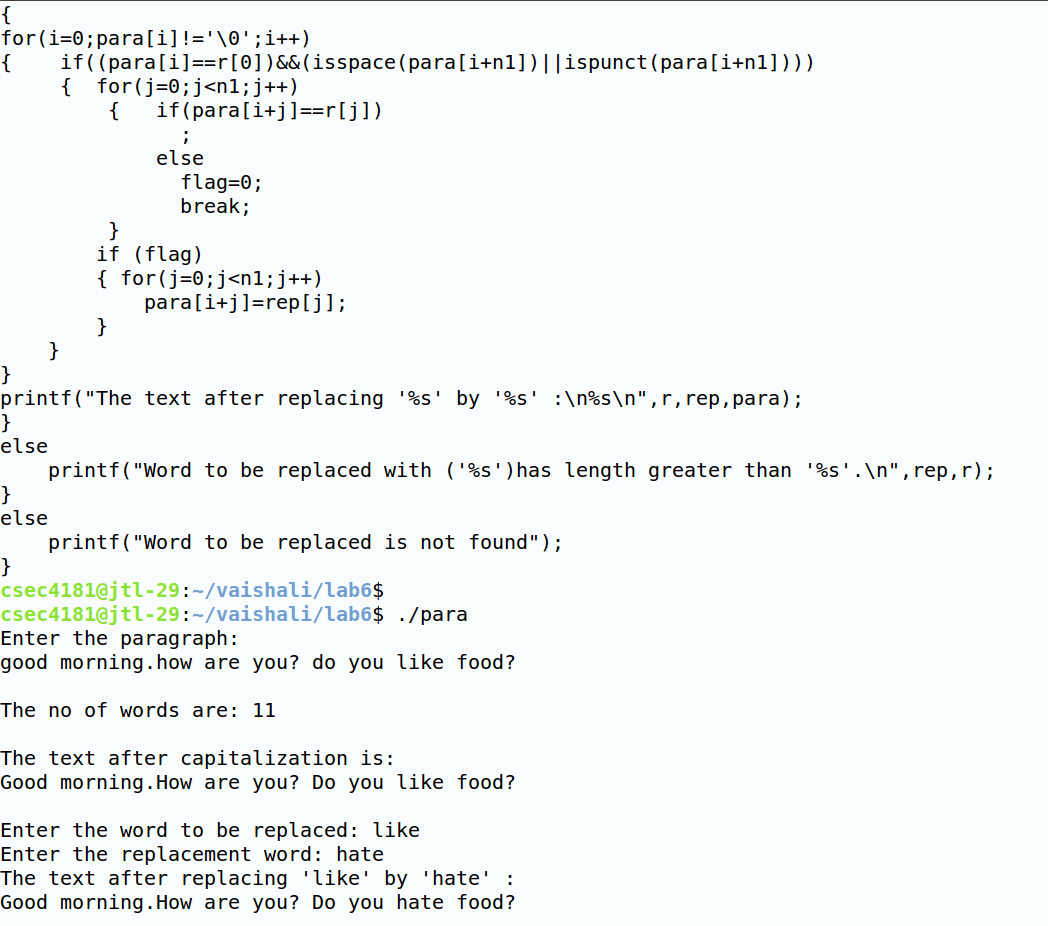 {
for(i=0;para[i]!='\0';i++)
{    if((para[i]==r[0])&&(isspace(para[i+n1])||ispunct(para[i+n1])))
     {  for(j=0;j<n1;j++)
         {   if(para[i+j]==r[j])
               ;
             else
               flag=0;
               break;
         }
        if (flag)
        { for(j=0;j<n1;j++)
            para[i+j]=rep[j];
        }
    }
}
printf("The text after replacing '%s' by '%s' :\n%s\n",r,rep,para);
}
else
    printf("Word to be replaced with ('%s')has length greater than '%s'.\n",rep,r);
}
else
    printf("Word to be replaced is not found");
}
csec4181@jtl-29:~/vaishali/lab6$
csec4181@jtl-29:~/vaishali/lab6$ ./para
Enter the paragraph:
good morning.how are you? do you like food?

The no of words are: 11

The text after capitalization is:
Good morning.How are you? Do you like food?

Enter the word to be replaced: like
Enter the replacement word: hate
The text after replacing 'like' by 'hate' :
Good morning.How are you? Do you hate food?